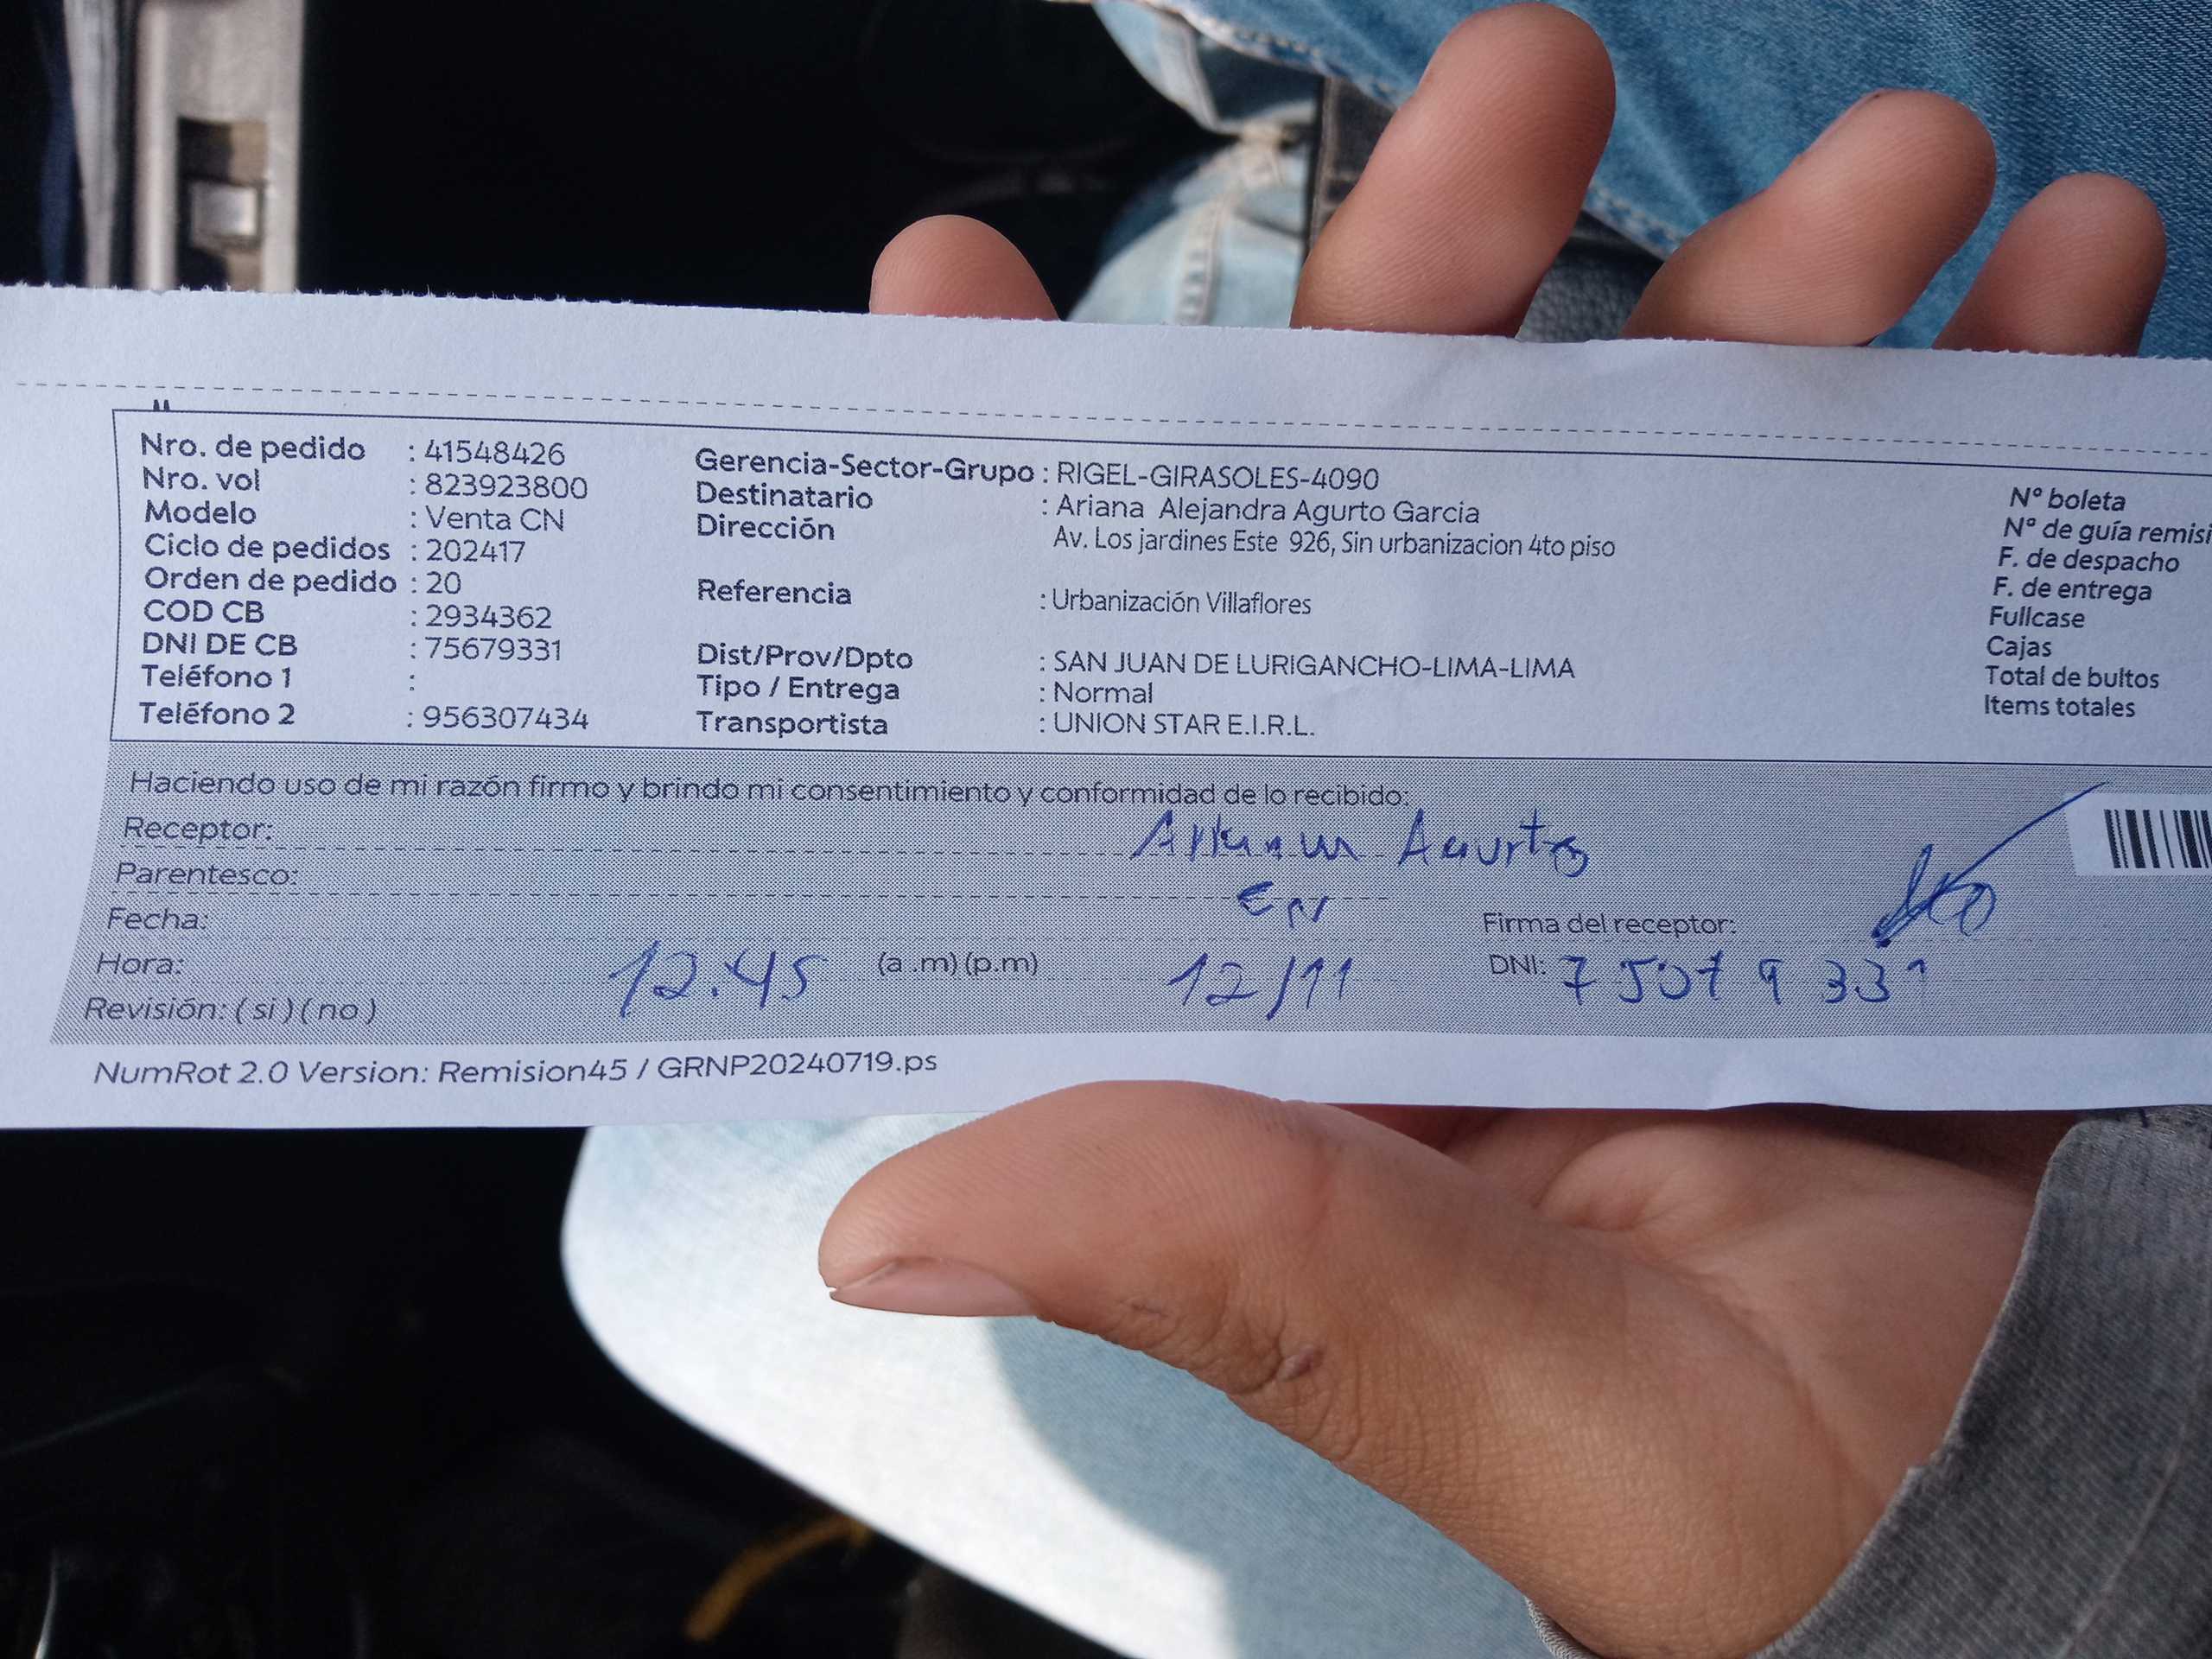 Nro. de pedido : 41548426
Nro. vol : 823923800
Modelo : Venta CN
Ciclo de pedidos : 202417
Orden de pedido : 20
COD CB : 2934362
DNI DE CB : 75679331
Teléfono 1 :
Teléfono 2 : 956307434
Gerencia-Sector-Grupo : RIGEL-GIRASOLES-4090
Destinatario : Ariana Alejandra Agurto Garcia
Dirección Av. Los jardines Este 926, Sin urbanizacion 4to piso
Referencia : Urbanización Villaflores
Dist/Prov/Dpto : SAN JUAN DE LURIGANCHO-LIMA-LIMA
Tipo / Entrega : Normal
Transportista : UNION STAR E.I.R.L.
N° boleta
N° de guía remisi
F. de despacho
F. de entrega
Fullcase
Cajas
Total de bultos
Items totales
Haciendo uso de mi razón firmo y brindo mi consentimiento y conformidad de lo recibido:
Receptor: Agurto
Parentesco:
Fecha: Firma del receptor:
Hora: 12.45 (a .m) (p.m) 12/11 DNI:
Revisión: ( si ) ( no )
NumRot 2.0 Version: Remision45 / GRNP20240719.ps